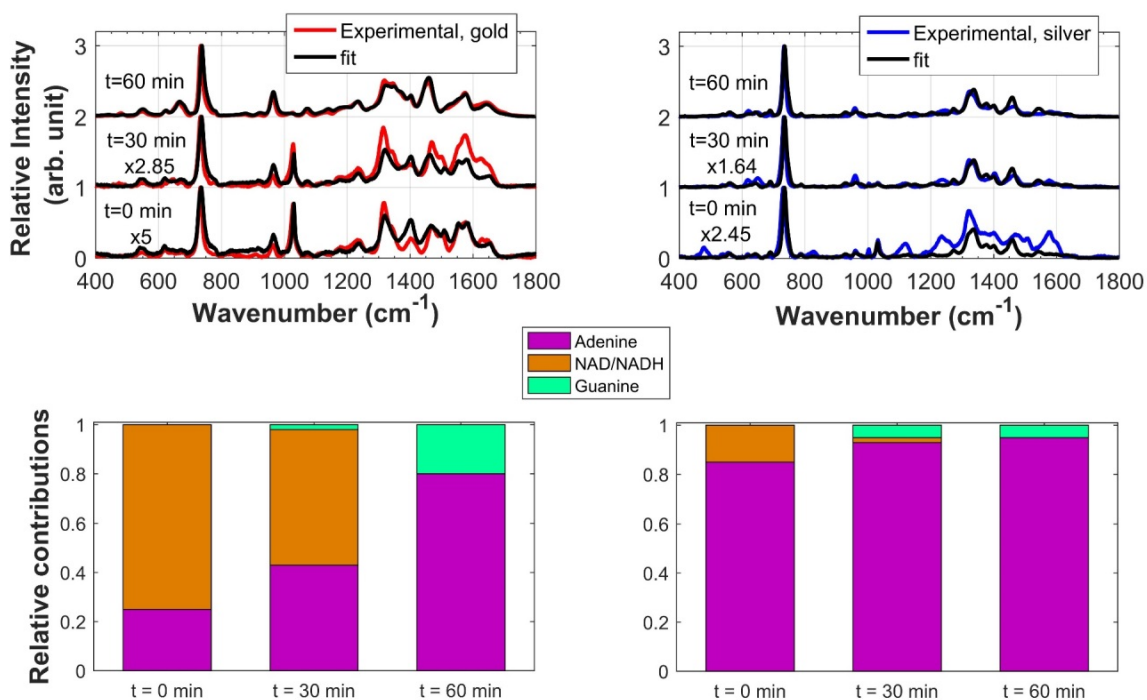 Experimental, gold
fit
Relative Intensity
(arb. unit)
3
2
1
0
t=60 min
t=30 min
x2.85
t=0 min
x5
400 600 800 1000 1200 1400 1600 1800
Wavenumber (cm-1)
Experimental, silver
fit
3
2
1
0
t=60 min
t=30 min
x1.64
t=0 min
x2.45
400 600 800 1000 1200 1400 1600 1800
Wavenumber (cm-1)
Adenine
NAD/NADH
Guanine
Relative contributions
1
0.8
0.6
0.4
0.2
0
t = 0 min t = 30 min t = 60 min
1
0.8
0.6
0.4
0.2
0
t = 0 min t = 30 min t = 60 min